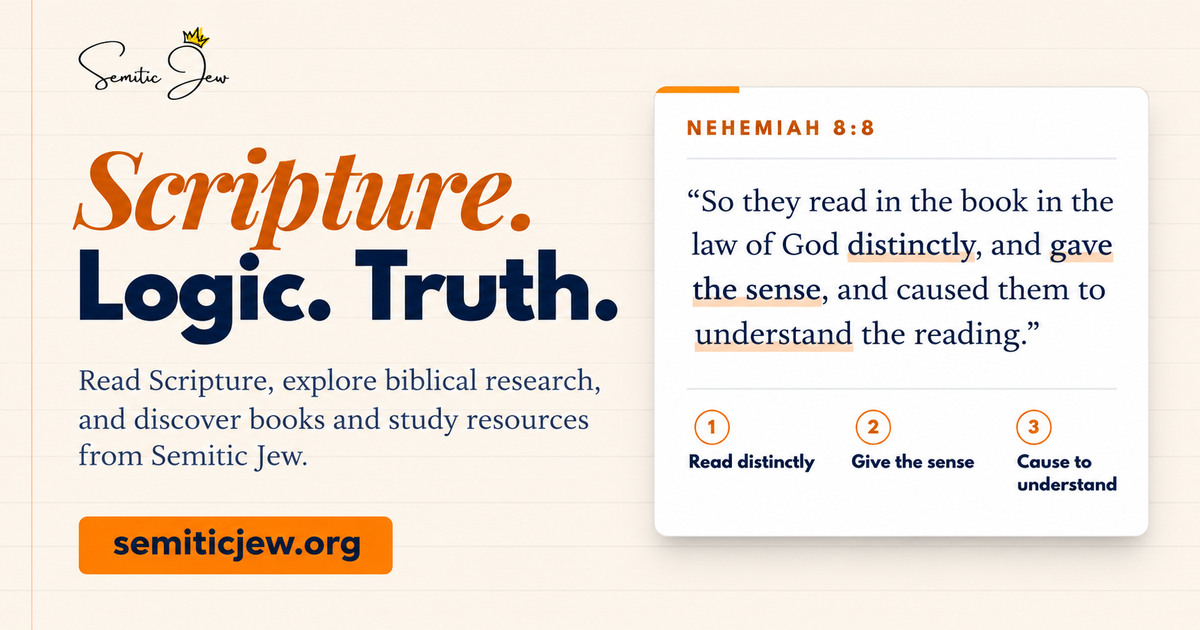 Semitic Jew
Scripture.
Logic. Truth.
Read Scripture, explore biblical research,
and discover books and study resources
from Semitic Jew.
semiticjew.org
NEHEMIAH 8:8
“So they read in the book in the
law of God distinctly, and gave
the sense, and caused them to
understand the reading.”
1
Read distinctly
2
Give the sense
3
Cause to
understand